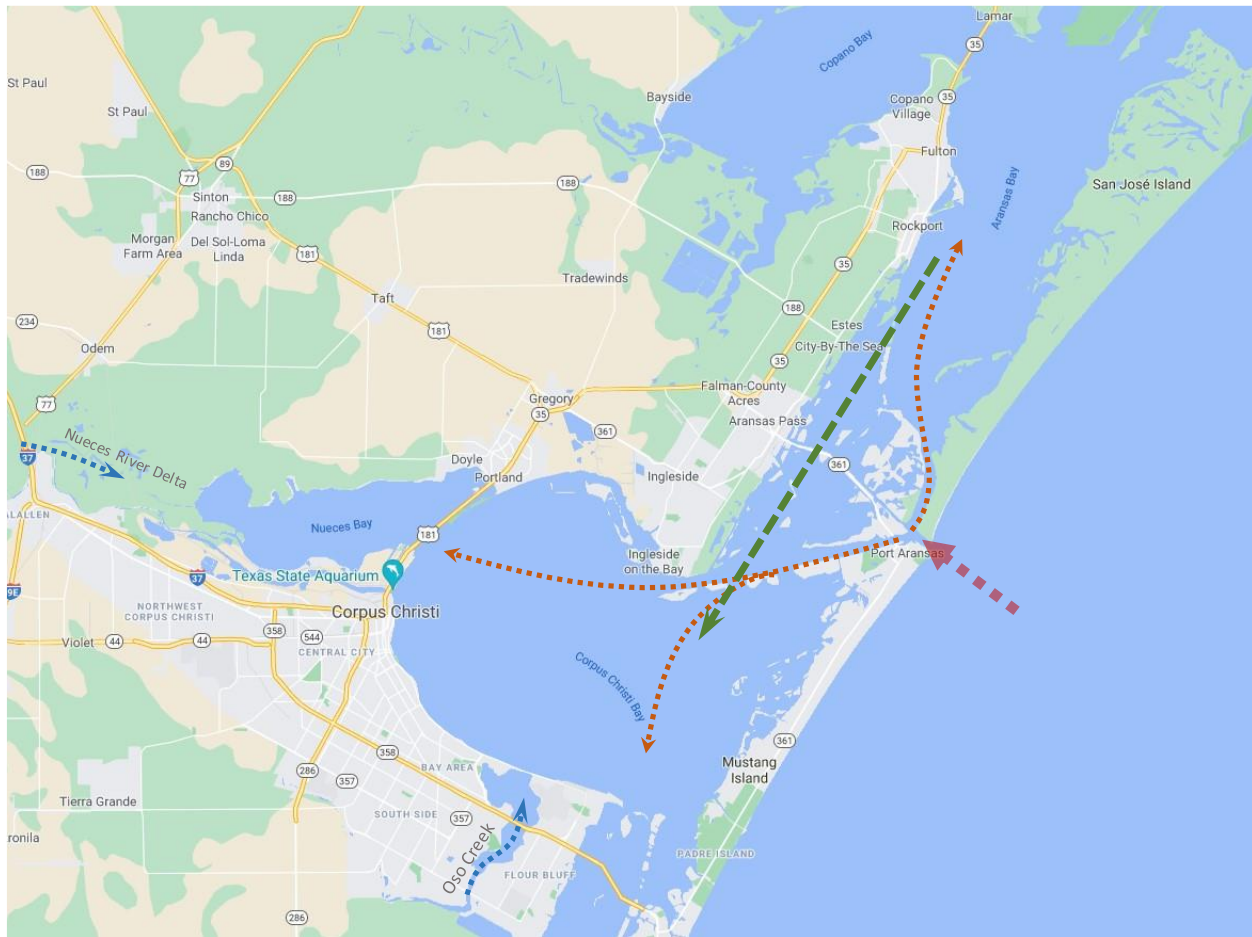 Lamar
35
Copano Bay
St Paul
St Paul
Bayside
Copano
Village
35
77
89
188
Sinton
188
188
Fulton
San José Island
Rancho Chico
Aransas Bay
Morgan
Farm Area
Del Sol-Loma
Linda
181
Rockport
35
Tradewinds
Taft
188
234
181
Estes
City-By-The Sea
Odem
35
77
Gregory
Falman-County
Acres
35
Aransas Pass
361
Nueces River Delta
37
Doyle
361
Portland
Ingleside
Nueces Bay
181
ALALLEN
Ingleside
on the Bay
Port Aransas
37
Texas State Aquarium
9E
NORTHWEST
CORPUS CHRISTI
Corpus Christi
358
544
Violet
44
44
CENTRAL CITY
Corpus Christi Bay
361
358
BAY AREA
Mustang
Island
286
357
Tierra Grande
SOUTH SIDE
357
ronila
PADRE ISLAND
Oso Creek
FLOUR BLUFF
286